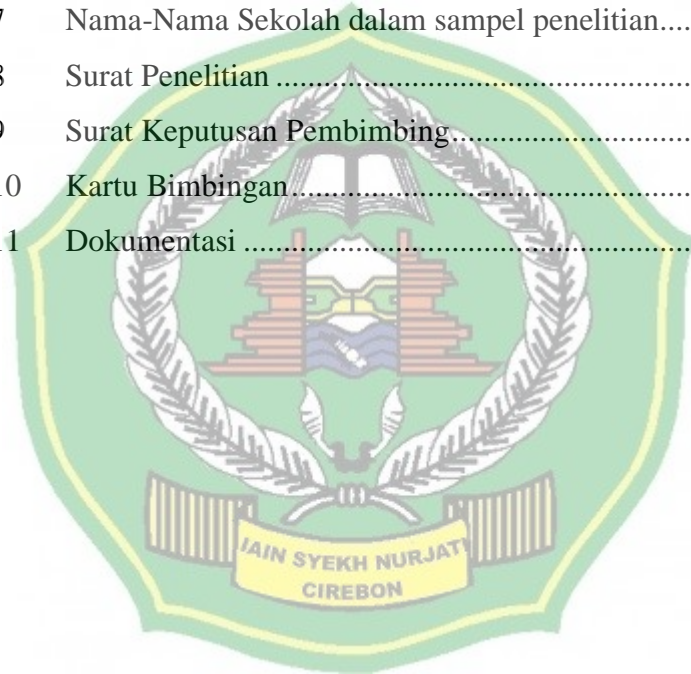 7 Nama-Nama Sekolah dalam sampel penelitian....
8 Surat Penelitian ..........................................................
9 Surat Keputusan Pembimbing...............................
10 Kartu Bimbingan...................................................
11 Dokumentasi .........................................................
IAIN SYEKH NURJATI
CIREBON